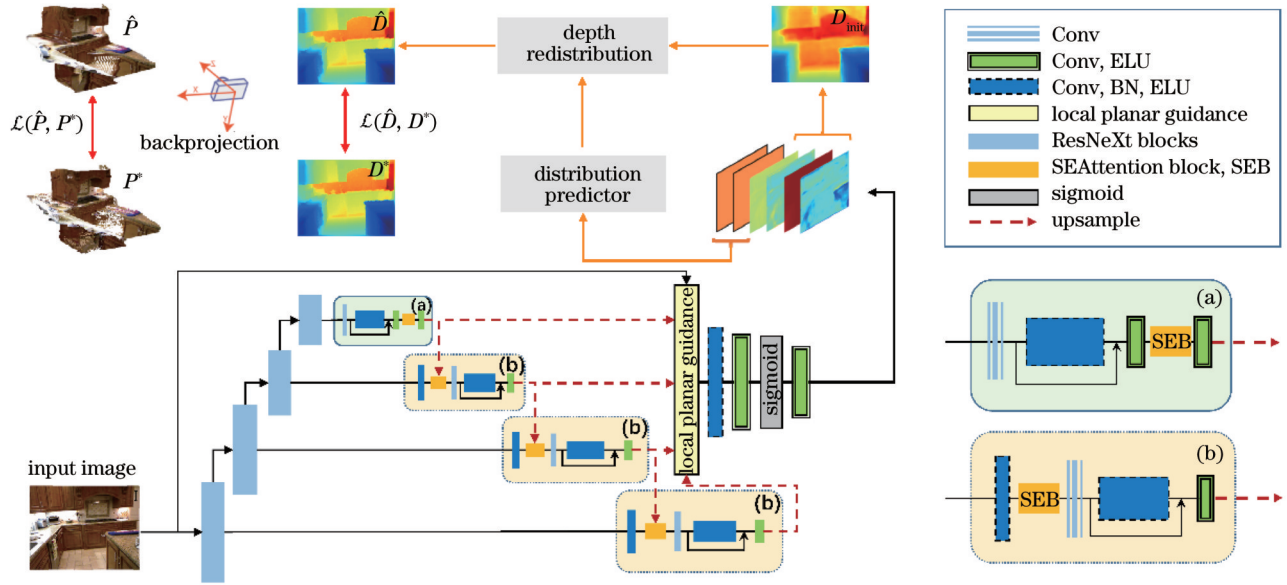 P̂
ℒ(P̂, P*)
P*
backprojection
x
x
Y
D̂
ℒ(D̂, D*)
D*
depth
redistribution
D_init
distribution
predictor
Conv
Conv, ELU
Conv, BN, ELU
local planar guidance
ResNeXt blocks
SEAttention block, SEB
sigmoid
upsample
input image
(a)
(b)
(b)
(b)
local planar guidance
sigmoid
(a)
SEB
(b)
SEB